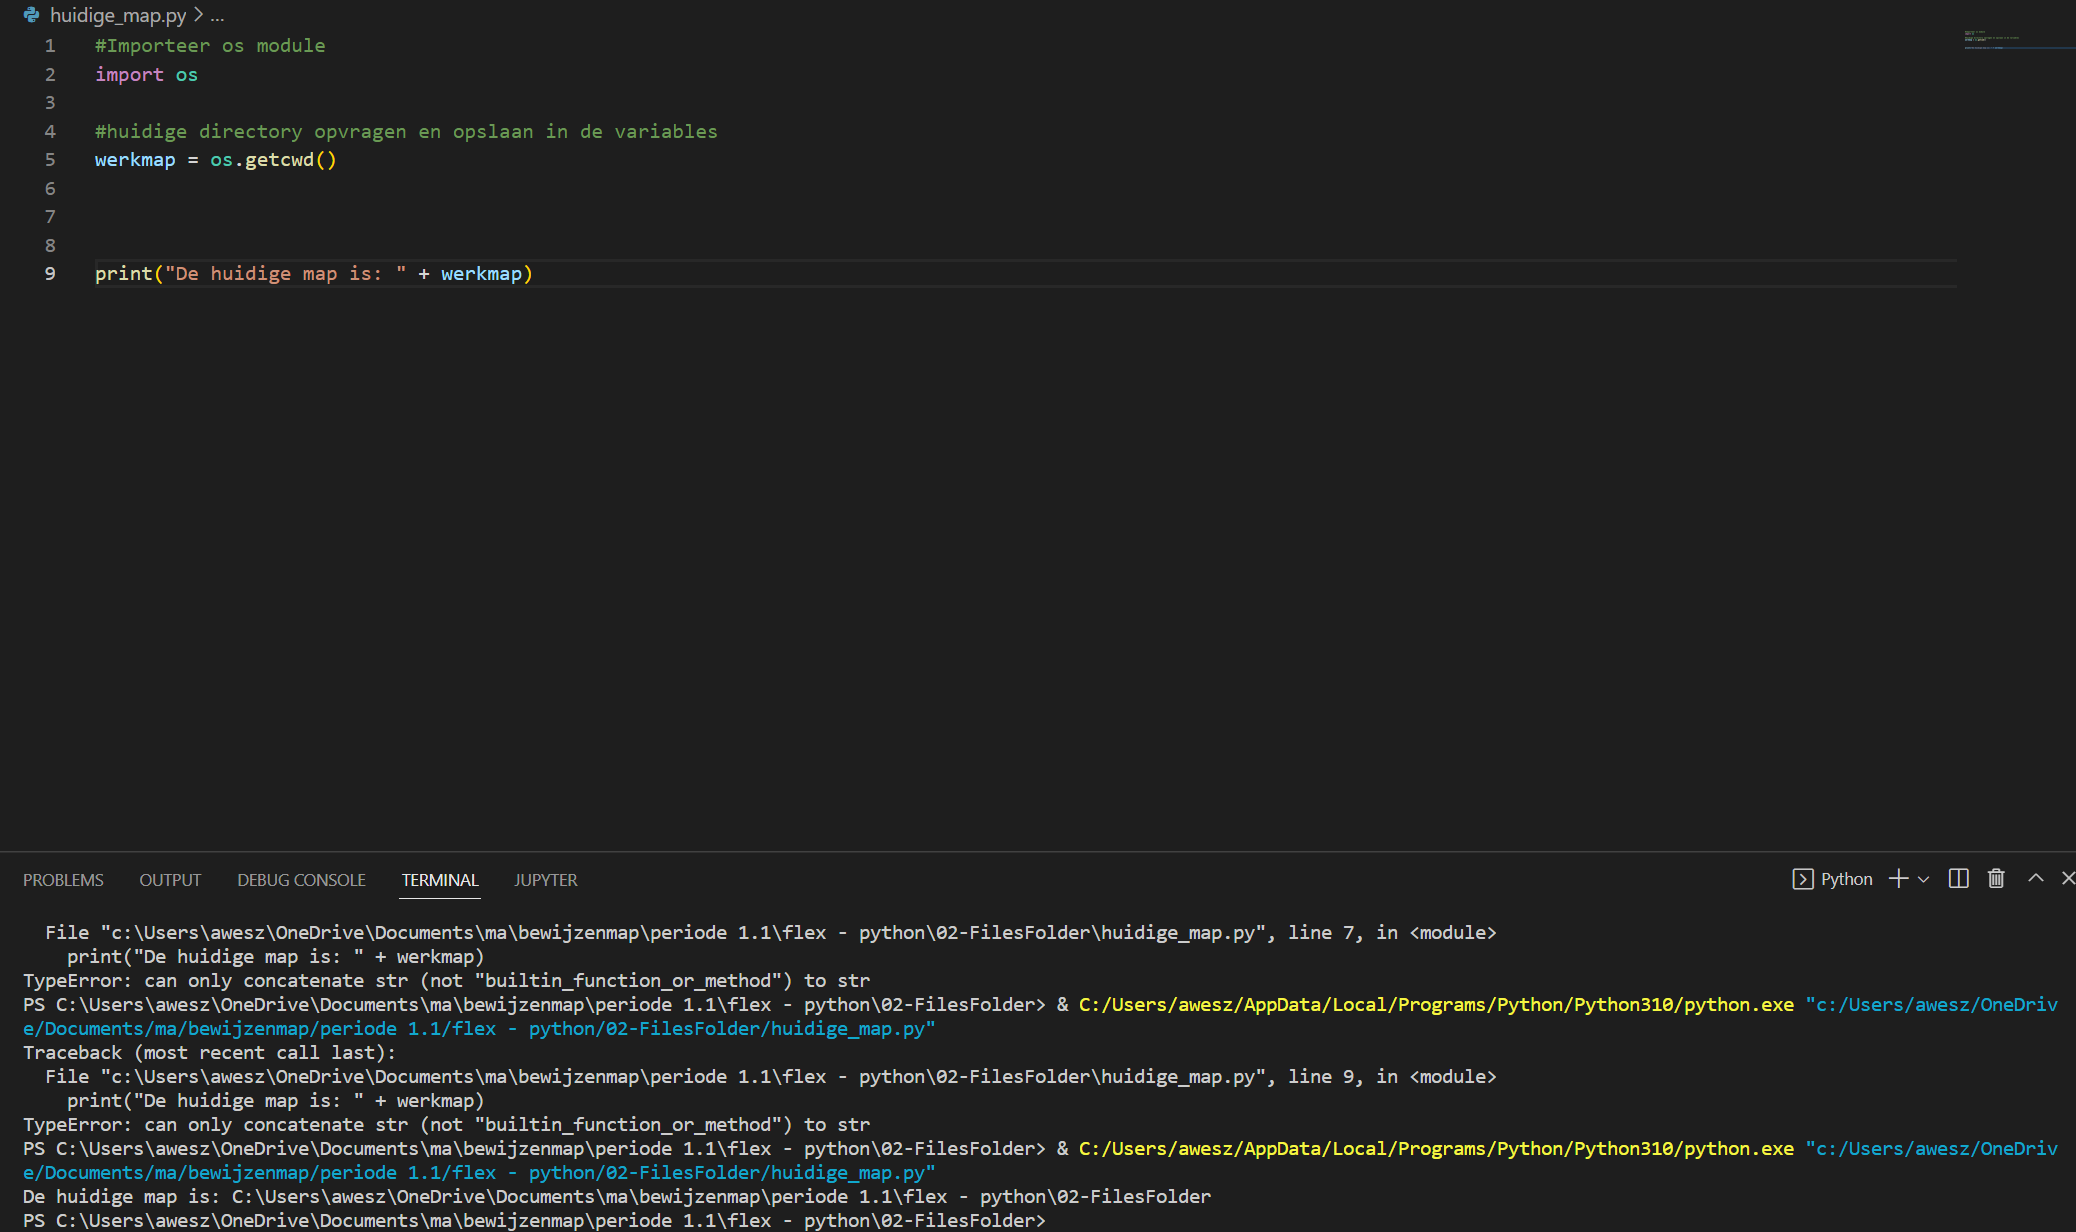 huidige_map.py > ...
1 #Importeer os module
2 import os
3
4 #huidige directory opvragen en opslaan in de variables
5 werkmap = os.getcwd()
6
7
8
9 print("De huidige map is: " + werkmap)
PROBLEMS OUTPUT DEBUG CONSOLE TERMINAL JUPYTER Python
File "c:\Users\awesz\OneDrive\Documents\ma\bewijzenmap\periode 1.1\flex - python\02-FilesFolder\huidige_map.py", line 7, in <module>
print("De huidige map is: " + werkmap)
TypeError: can only concatenate str (not "builtin_function_or_method") to str
PS C:\Users\awesz\OneDrive\Documents\ma\bewijzenmap\periode 1.1\flex - python\02-FilesFolder> & C:/Users/awesz/AppData/Local/Programs/Python/Python310/python.exe "c:/Users/awesz/OneDriv
e/Documents/ma/bewijzenmap/periode 1.1/flex - python/02-FilesFolder/huidige_map.py"
Traceback (most recent call last):
File "c:\Users\awesz\OneDrive\Documents\ma\bewijzenmap\periode 1.1\flex - python\02-FilesFolder\huidige_map.py", line 9, in <module>
print("De huidige map is: " + werkmap)
TypeError: can only concatenate str (not "builtin_function_or_method") to str
PS C:\Users\awesz\OneDrive\Documents\ma\bewijzenmap\periode 1.1\flex - python\02-FilesFolder> & C:/Users/awesz/AppData/Local/Programs/Python/Python310/python.exe "c:/Users/awesz/OneDriv
e/Documents/ma/bewijzenmap/periode 1.1/flex - python/02-FilesFolder/huidige_map.py"
De huidige map is: C:\Users\awesz\OneDrive\Documents\ma\bewijzenmap\periode 1.1\flex - python\02-FilesFolder
PS C:\Users\awesz\OneDrive\Documents\ma\bewijzenmap\periode 1.1\flex - python\02-FilesFolder>